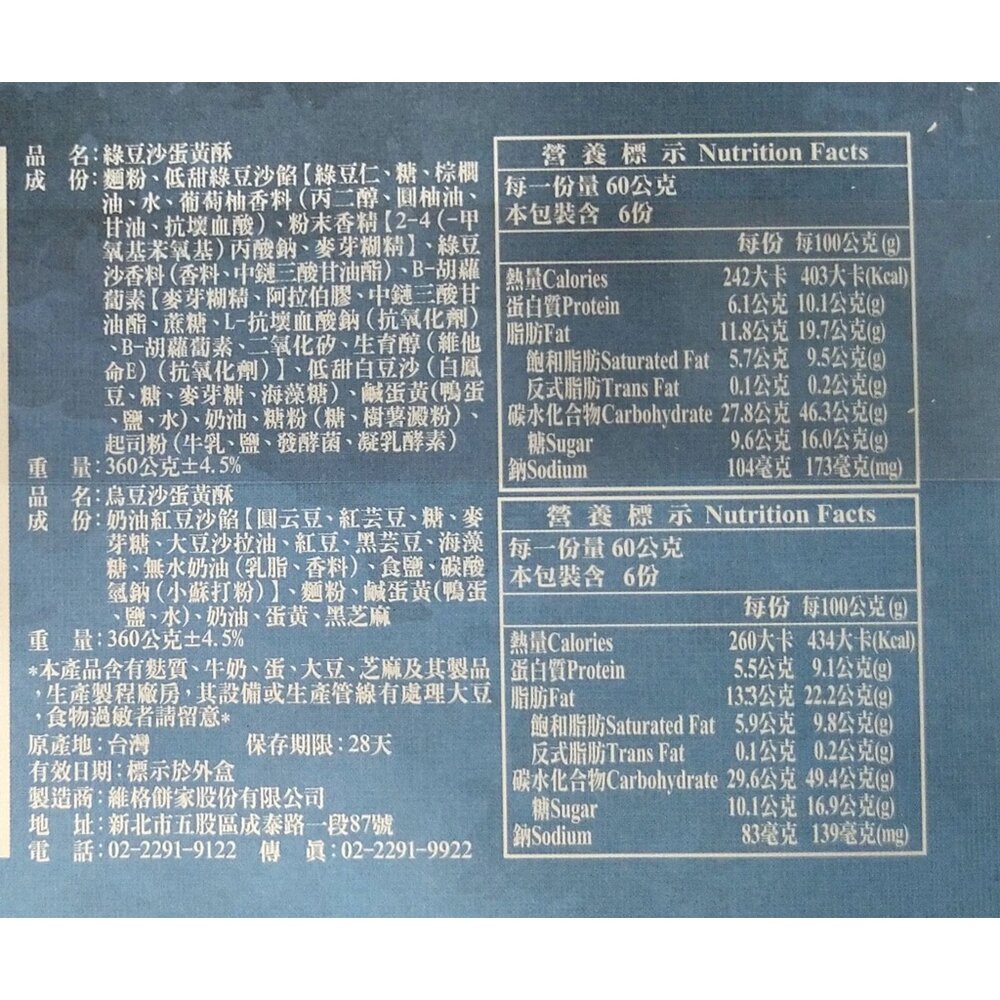 品　名:綠豆沙蛋黃酥
成　份:麵粉、低甜綠豆沙餡【綠豆仁、糖、棕櫚
油、水、葡萄柚香料(丙二醇、圓柚油、
甘油、抗壞血酸)、粉末香精【2-4(-甲
氧基苯氧基)丙酸鈉、麥芽糊精】、綠豆
沙香料(香料、中鏈三酸甘油酯)、B-胡蘿
蔔素【麥芽糊精、阿拉伯膠、中鏈三酸甘
油酯、蔗糖、L-抗壞血酸鈉(抗氧化劑)
、B-胡蘿蔔素、二氧化矽、生育醇(維他
命E)(抗氧化劑)】、低甜白豆沙(白鳳
豆、糖、麥芽糖、海藻糖)、鹹蛋黃(鴨蛋
、鹽、水)、奶油、糖粉(糖、樹薯澱粉)、
起司粉(牛乳、鹽、發酵菌、凝乳酵素)
重　量:360公克±4.5%
品　名:烏豆沙蛋黃酥
成　份:奶油紅豆沙餡【圓云豆、紅芸豆、糖、麥
芽糖、大豆沙拉油、紅豆、黑芸豆、海藻
糖、無水奶油(乳脂、香料)、食鹽、碳酸
氫鈉(小蘇打粉)】、麵粉、鹹蛋黃(鴨蛋
、鹽、水)、奶油、蛋黃、黑芝麻
重　量:360公克±4.5%
*本產品含有麩質、牛奶、蛋、大豆、芝麻及其製品
,生產製程廠房,其設備或生產管線有處理大豆
,食物過敏者請留意*
原產地:台灣　保存期限:28天
有效日期:標示於外盒
製造商:維格餅家股份有限公司
地　址:新北市五股區成泰路一段87號
電　話:02-2291-9122　傳　眞:02-2291-9922
營養標示 Nutrition Facts
每一份量 60公克
本包裝含 6份
每份 每100公克(g)
熱量Calories 242大卡 403大卡(Kcal)
蛋白質Protein 6.1公克 10.1公克(g)
脂肪Fat 11.8公克 19.7公克(g)
飽和脂肪Saturated Fat 5.7公克 9.5公克(g)
反式脂肪Trans Fat 0.1公克 0.2公克(g)
碳水化合物Carbohydrate 27.8公克 46.3公克(g)
糖Sugar 9.6公克 16.0公克(g)
鈉Sodium 104毫克 173毫克(mg)
營養標示 Nutrition Facts
每一份量 60公克
本包裝含 6份
每份 每100公克(g)
熱量Calories 260大卡 434大卡(Kcal)
蛋白質Protein 5.5公克 9.1公克(g)
脂肪Fat 13.3公克 22.2公克(g)
飽和脂肪Saturated Fat 5.9公克 9.8公克(g)
反式脂肪Trans Fat 0.1公克 0.2公克(g)
碳水化合物Carbohydrate 29.6公克 49.4公克(g)
糖Sugar 10.1公克 16.9公克(g)
鈉Sodium 83毫克 139毫克(mg)